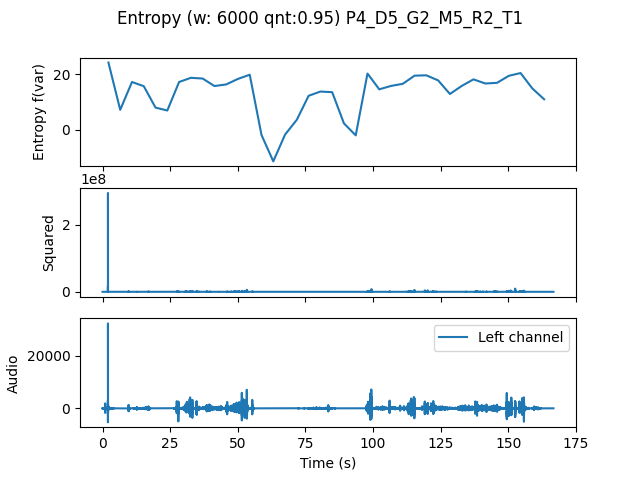 Entropy (w: 6000 qnt:0.95) P4_D5_G2_M5_R2_T1
20
0
Entropy f(var)
1e8
2
0
Squared
Left channel
20000
0
Audio
0 25 50 75 100 125 150 175
Time (s)